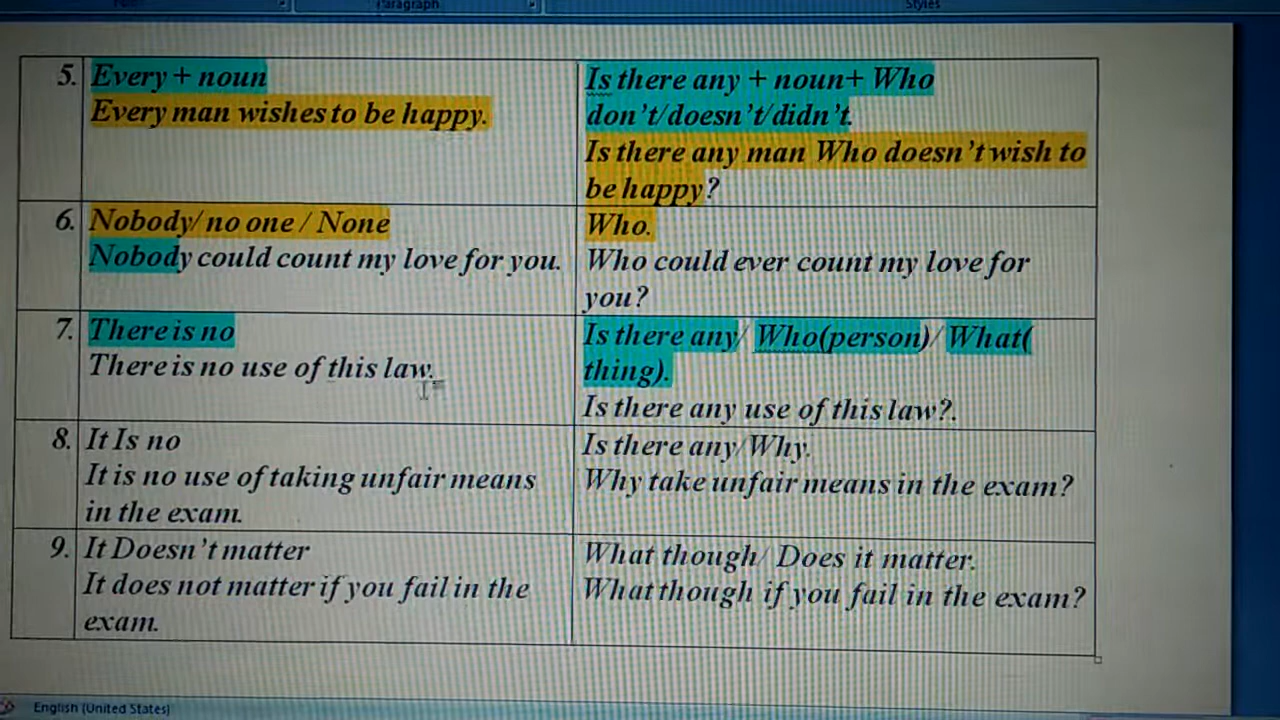 Paragraph
Styles
5. Every + noun
Every man wishes to be happy.
Is there any + noun+ Who
don't/doesn't/didn't.
Is there any man Who doesn't wish to
be happy?
6. Nobody/ no one / None
Nobody could count my love for you.
Who.
Who could ever count my love for
you?
7. There is no
There is no use of this law.
Is there any/ Who(person)/ What(
thing).
Is there any use of this law?.
8. It Is no
It is no use of taking unfair means
in the exam.
Is there any/Why.
Why take unfair means in the exam?
9. It Doesn't matter
It does not matter if you fail in the
exam.
What though/ Does it matter.
What though if you fail in the exam?
English (United States)